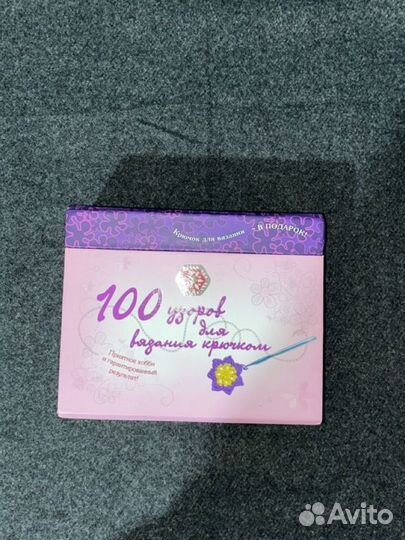 Крючок для вязания - В ПОДАРОК!
100 узоров
для
вязания крючком
Приятное хобби
и гарантированный
результат!
Avito